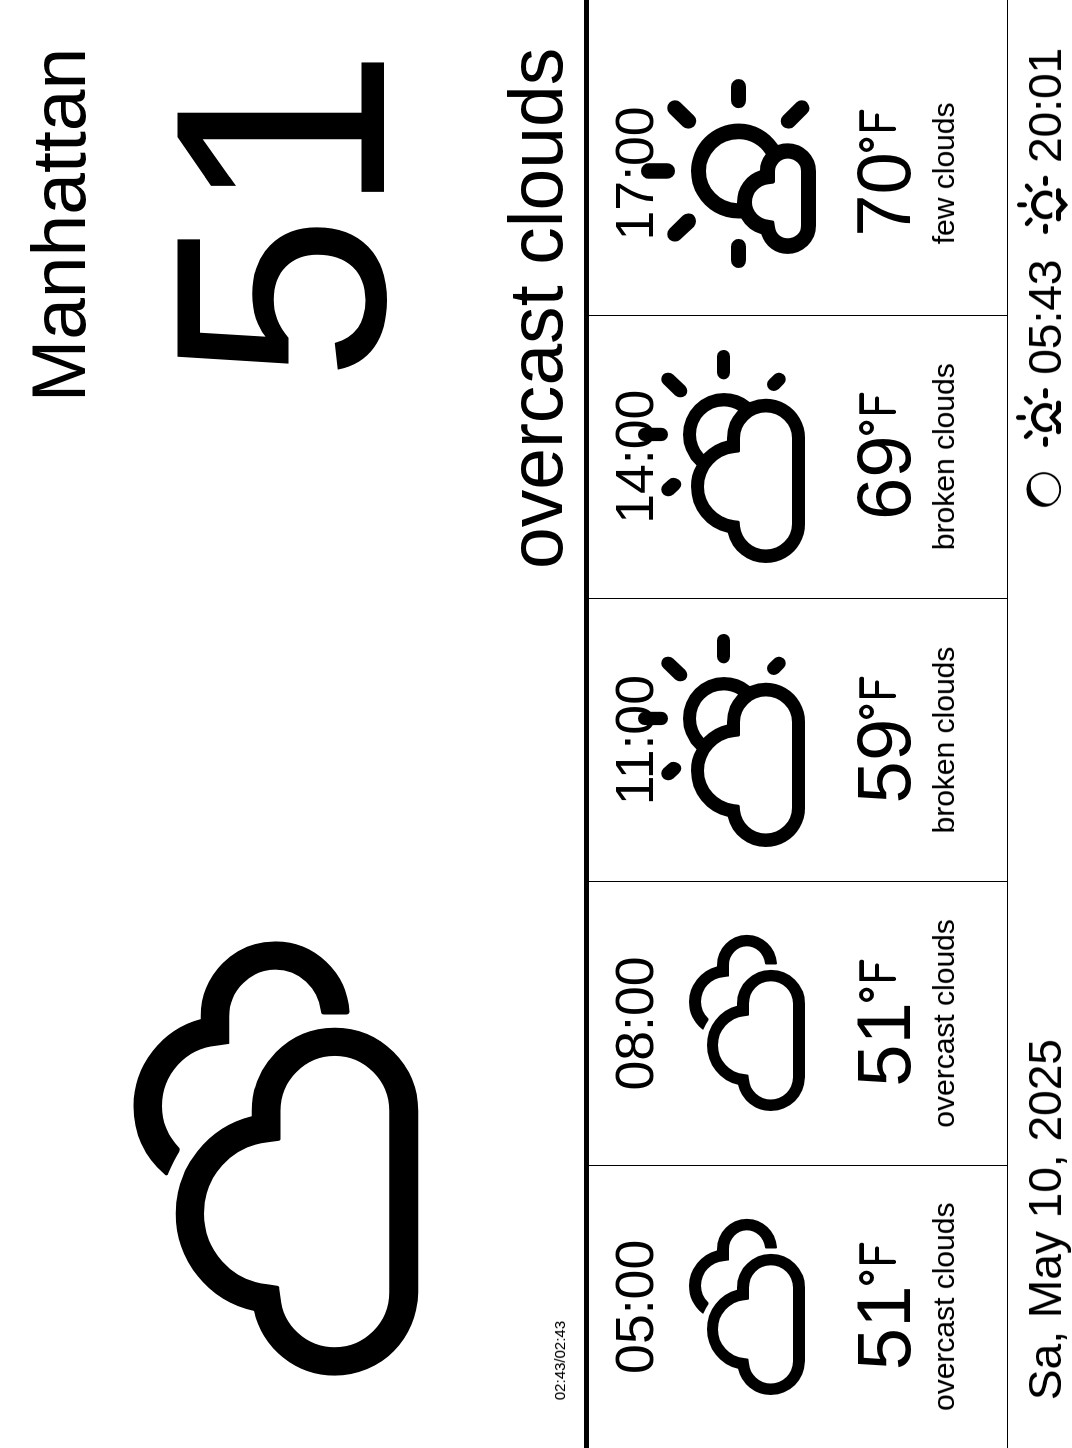 Manhattan
51
overcast clouds
02:43/02:43
05:00
51°F
overcast clouds
08:00
51°F
overcast clouds
11:00
59°F
broken clouds
14:00
69°F
broken clouds
17:00
70°F
few clouds
Sa, May 10, 2025
05:43
20:01